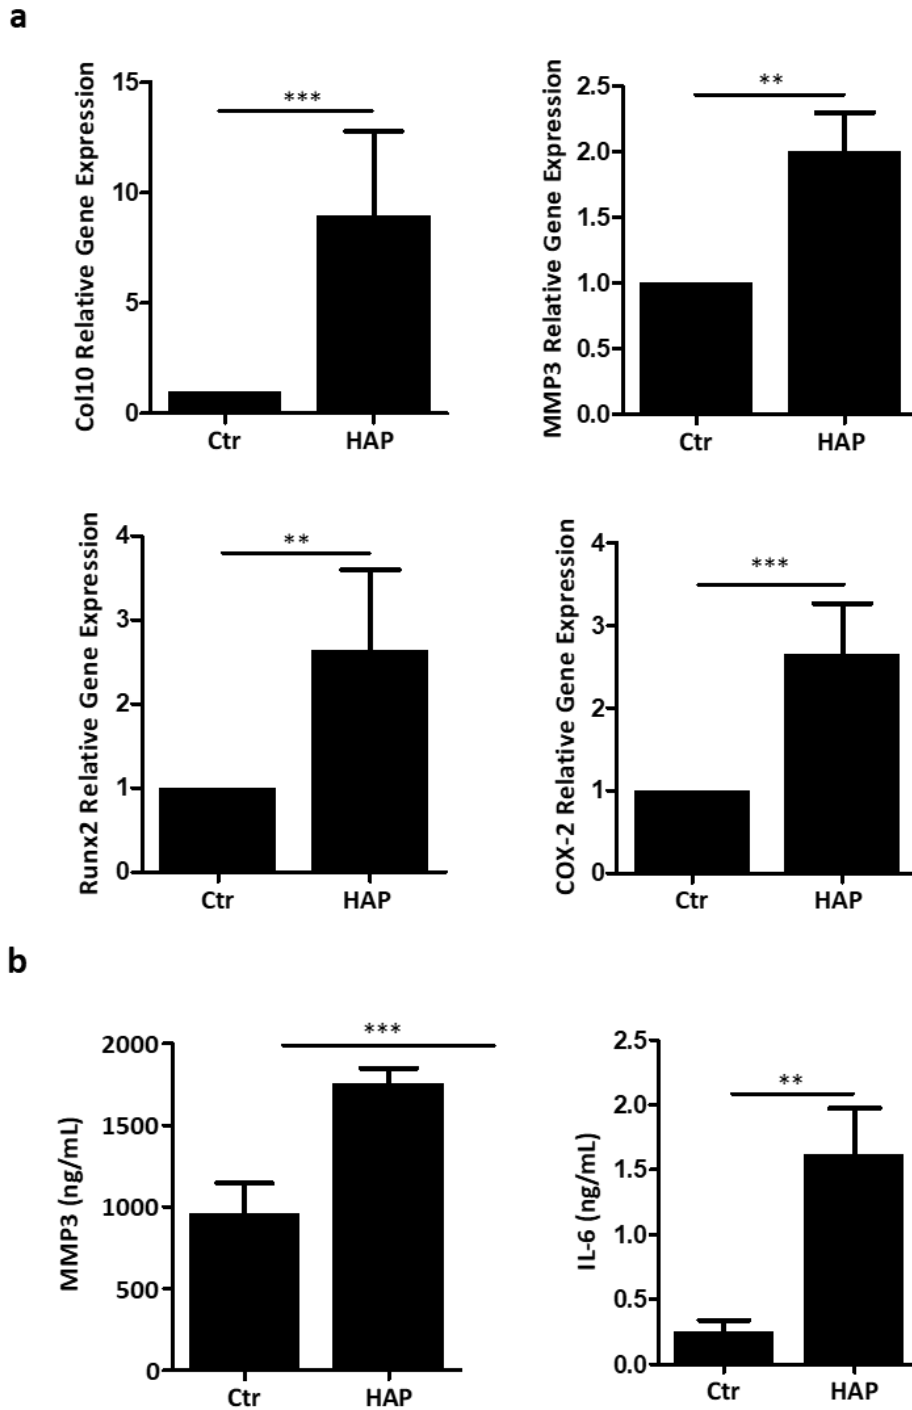 a
Col10 Relative Gene Expression
15
10
5
0
***
Ctr
HAP
MMP3 Relative Gene Expression
2.5
2.0
1.5
1.0
0.5
0.0
**
Ctr
HAP
Runx2 Relative Gene Expression
4
3
2
1
0
**
Ctr
HAP
COX-2 Relative Gene Expression
4
3
2
1
0
***
Ctr
HAP
b
MMP3 (ng/mL)
2000
1500
1000
500
0
***
Ctr
HAP
IL-6 (ng/mL)
2.5
2.0
1.5
1.0
0.5
0.0
**
Ctr
HAP